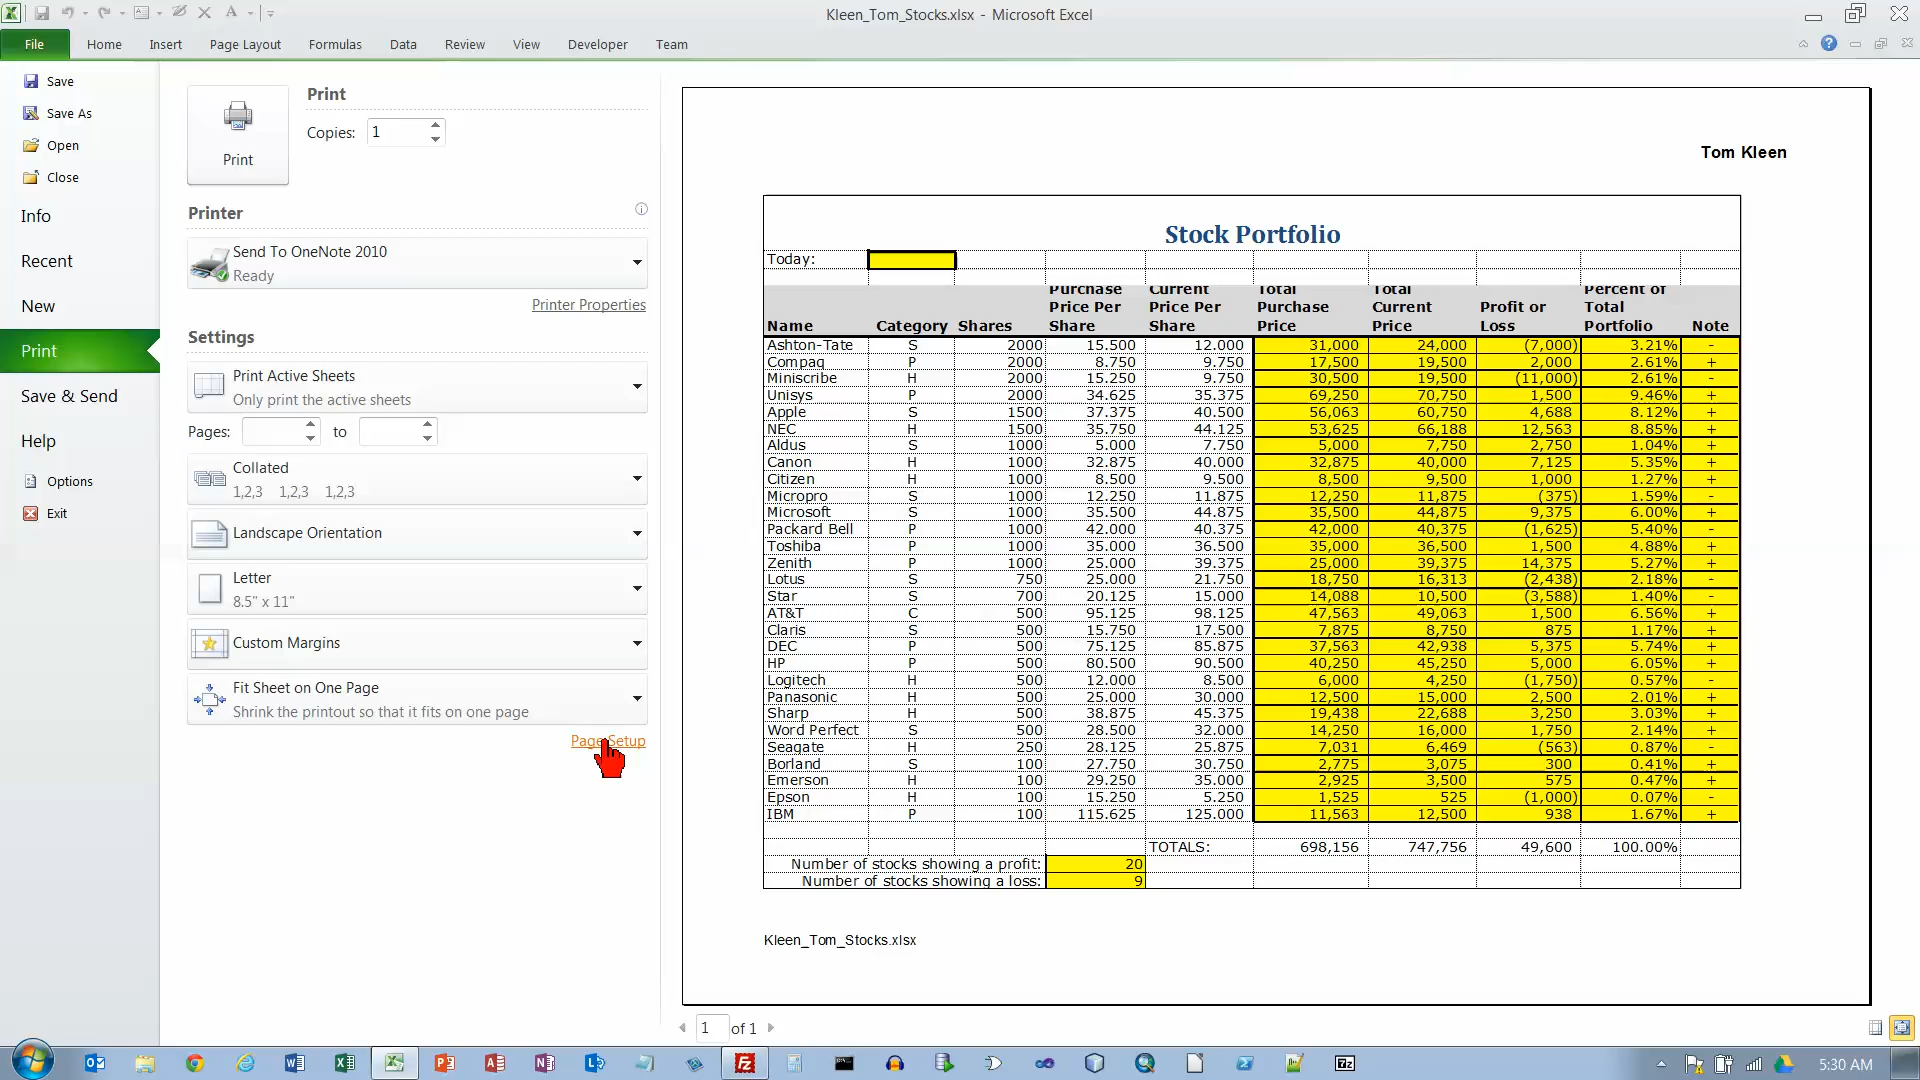 Kleen_Tom_Stocks.xlsx - Microsoft Excel
File Home Insert Page Layout Formulas Data Review View Developer Team
Save
Save As
Open
Close
Info
Recent
New
Print
Save & Send
Help
Options
Exit
Print
Print
Copies: 1
Printer
Send To OneNote 2010
Ready
Printer Properties
Settings
Print Active Sheets
Only print the active sheets
Pages: to
Collated
1,2,3 1,2,3 1,2,3
Landscape Orientation
Letter
8.5" x 11"
Custom Margins
Fit Sheet on One Page
Shrink the printout so that it fits on one page
Page Setup
Tom Kleen
Stock Portfolio
Today:
Purchase Current Total Total Percent of
Price Per Price Per Purchase Current Profit or Total
Name Category Shares Share Share Price Price Loss Portfolio Note
Ashton-Tate S 2000 15.500 12.000 31,000 24,000 (7,000) 3.21% -
Compaq P 2000 8.750 9.750 17,500 19,500 2,000 2.61% +
Miniscribe H 2000 15.250 9.750 30,500 19,500 (11,000) 2.61% -
Unisys P 2000 34.625 35.375 69,250 70,750 1,500 9.46% +
Apple S 1500 37.375 40.500 56,063 60,750 4,688 8.12% +
NEC H 1500 35.750 44.125 53,625 66,188 12,563 8.85% +
Aldus S 1000 5.000 7.750 5,000 7,750 2,750 1.04% +
Canon H 1000 32.875 40.000 32,875 40,000 7,125 5.35% +
Citizen H 1000 8.500 9.500 8,500 9,500 1,000 1.27% +
Micropro S 1000 12.250 11.875 12,250 11,875 (375) 1.59% -
Microsoft S 1000 35.500 44.875 35,500 44,875 9,375 6.00% +
Packard Bell P 1000 42.000 40.375 42,000 40,375 (1,625) 5.40% -
Toshiba P 1000 35.000 36.500 35,000 36,500 1,500 4.88% +
Zenith P 1000 25.000 39.375 25,000 39,375 14,375 5.27% +
Lotus S 750 25.000 21.750 18,750 16,313 (2,438) 2.18% -
Star S 700 20.125 15.000 14,088 10,500 (3,588) 1.40% -
AT&T C 500 95.125 98.125 47,563 49,063 1,500 6.56% +
Claris S 500 15.750 17.500 7,875 8,750 875 1.17% +
DEC P 500 75.125 85.875 37,563 42,938 5,375 5.74% +
HP P 500 80.500 90.500 40,250 45,250 5,000 6.05% +
Logitech H 500 12.000 8.500 6,000 4,250 (1,750) 0.57% -
Panasonic H 500 25.000 30.000 12,500 15,000 2,500 2.01% +
Sharp H 500 38.875 45.375 19,438 22,688 3,250 3.03% +
Word Perfect S 500 28.500 32.000 14,250 16,000 1,750 2.14% +
Seagate H 250 28.125 25.875 7,031 6,469 (563) 0.87% -
Borland S 100 27.750 30.750 2,775 3,075 300 0.41% +
Emerson H 100 29.250 35.000 2,925 3,500 575 0.47% +
Epson H 100 15.250 5.250 1,525 525 (1,000) 0.07% -
IBM P 100 115.625 125.000 11,563 12,500 938 1.67% +
TOTALS: 698,156 747,756 49,600 100.00%
Number of stocks showing a profit: 20
Number of stocks showing a loss: 9
Kleen_Tom_Stocks.xlsx
1 of 1
5:30 AM